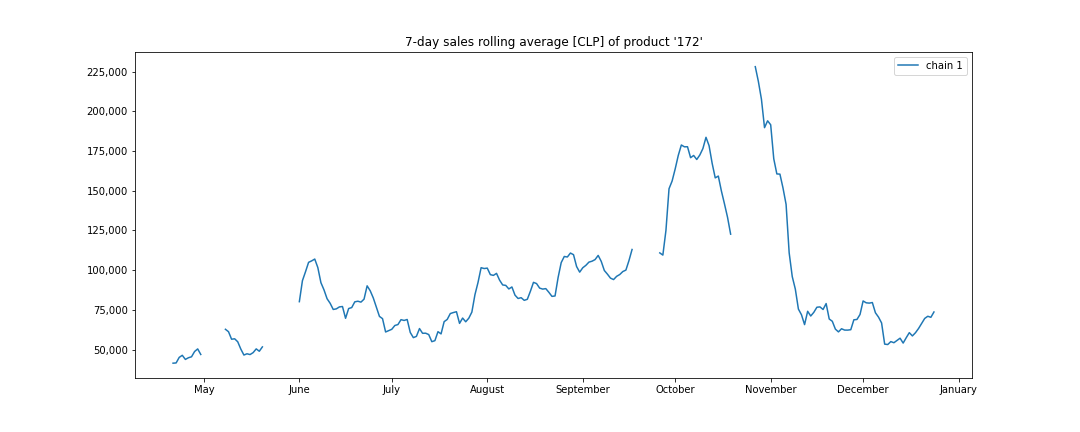 7-day sales rolling average [CLP] of product '172'
chain 1
225,000
200,000
175,000
150,000
125,000
100,000
75,000
50,000
May June July August September October November December January